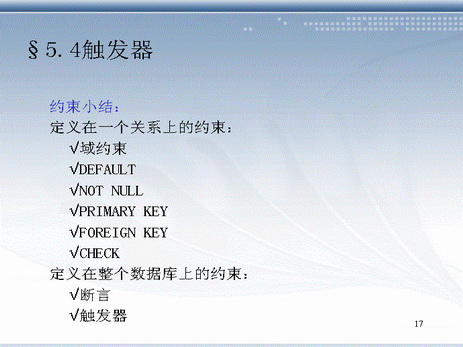 §5.4触发器
约束小结：
定义在一个关系上的约束：
√域约束
√DEFAULT
√NOT NULL
√PRIMARY KEY
√FOREIGN KEY
√CHECK
定义在整个数据库上的约束：
√断言
√触发器
17